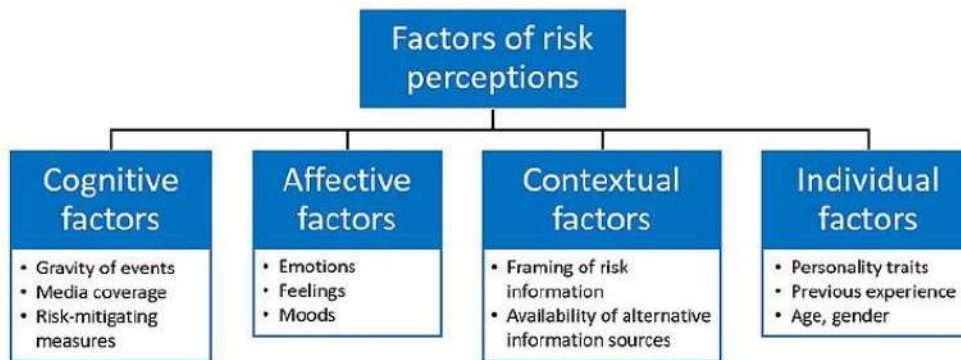 Factors of risk
perceptions
Cognitive
factors
• Gravity of events
• Media coverage
• Risk-mitigating
measures
Affective
factors
• Emotions
• Feelings
• Moods
Contextual
factors
• Framing of risk
information
• Availability of alternative
information sources
Individual
factors
• Personality traits
• Previous experience
• Age, gender